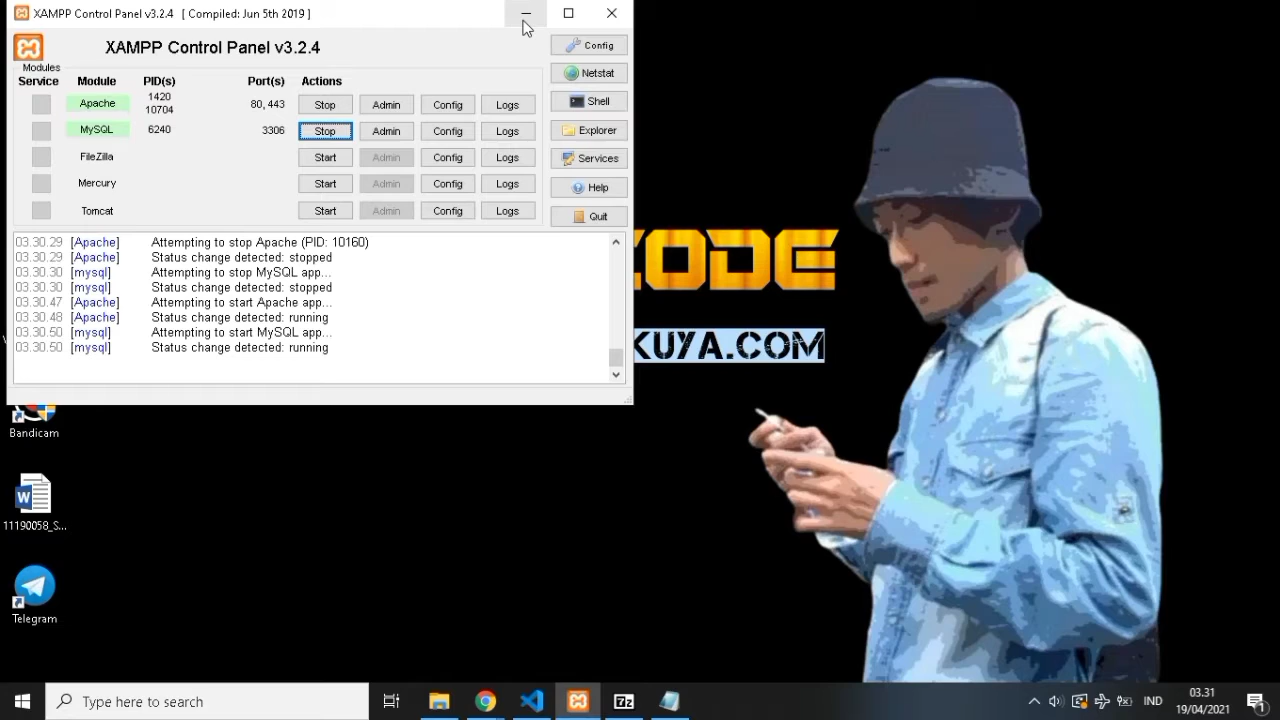 XAMPP Control Panel v3.2.4 [ Compiled: Jun 5th 2019 ]
XAMPP Control Panel v3.2.4
Config
Modules
Service Module PID(s) Port(s) Actions
Netstat
Apache 1420 10704 80, 443 Stop Admin Config Logs
Shell
MySQL 6240 3306 Stop Admin Config Logs
Explorer
FileZilla Start Admin Config Logs
Services
Mercury Start Admin Config Logs
Help
Tomcat Start Admin Config Logs
Quit
03.30.29 [Apache] Attempting to stop Apache (PID: 10160)
03.30.29 [Apache] Status change detected: stopped
03.30.30 [mysql] Attempting to stop MySQL app...
03.30.30 [mysql] Status change detected: stopped
03.30.47 [Apache] Attempting to start Apache app...
03.30.48 [Apache] Status change detected: running
03.30.50 [mysql] Attempting to start MySQL app...
03.30.50 [mysql] Status change detected: running
CODE
KUYA.COM
Bandicam
11190058_S...
Telegram
Type here to search
7z
IND
03.31
19/04/2021
1